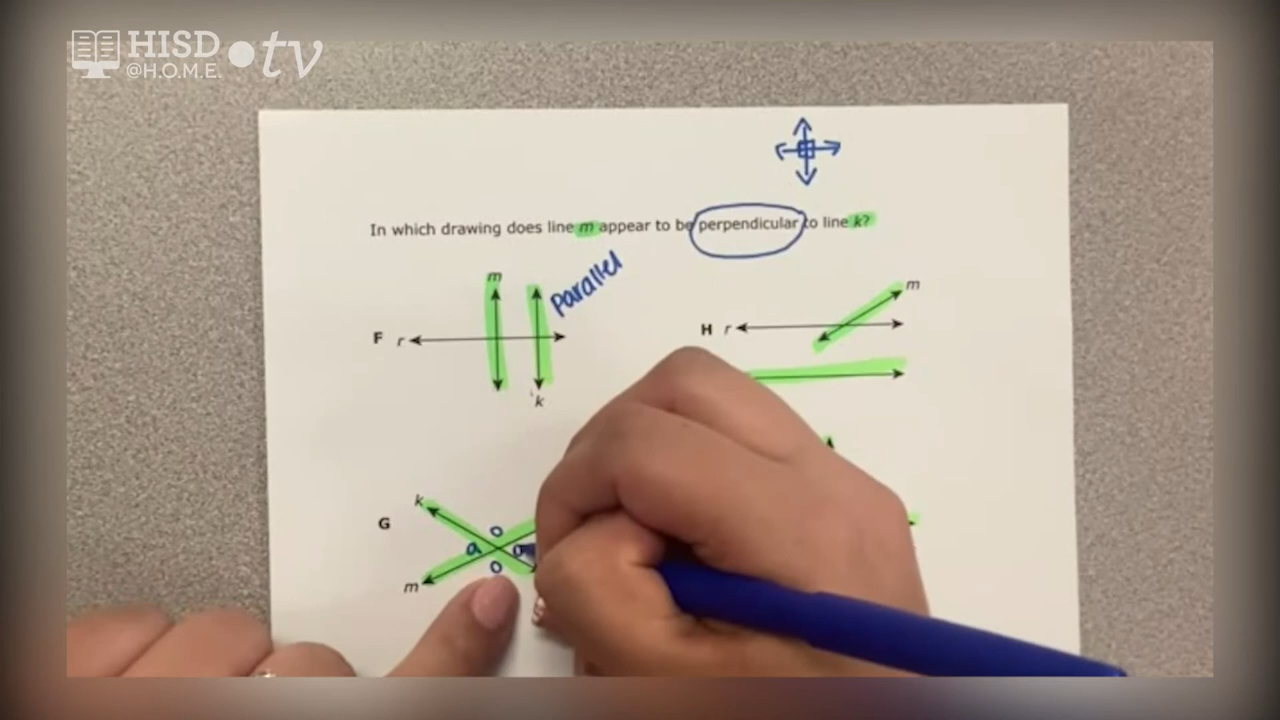 HISD
@H.O.M.E.
tv
In which drawing does line m appear to be perpendicular to line k?
m
Parallel
m
F r
H r
k
k
G
o
a
o
m